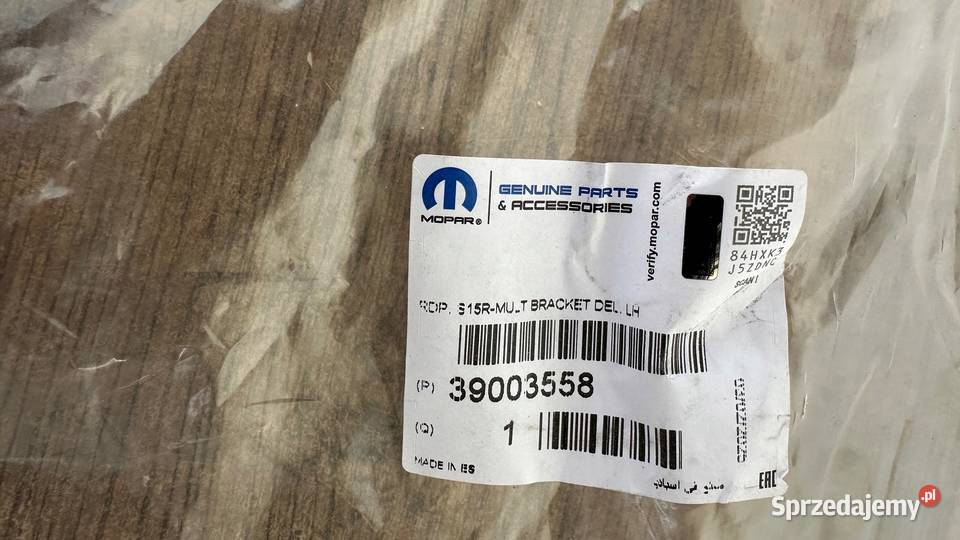 MOPAR®
GENUINE PARTS
& ACCESSORIES
verify.mopar.com
84HXK3
J5ZDNC
SCAN!
S15R-MULT BRACKET DEL. LH
(P) 39003558
(Q) 1
MADE IN ES
صنع في اسبانيا
EAC
Sprzedajemy.pl